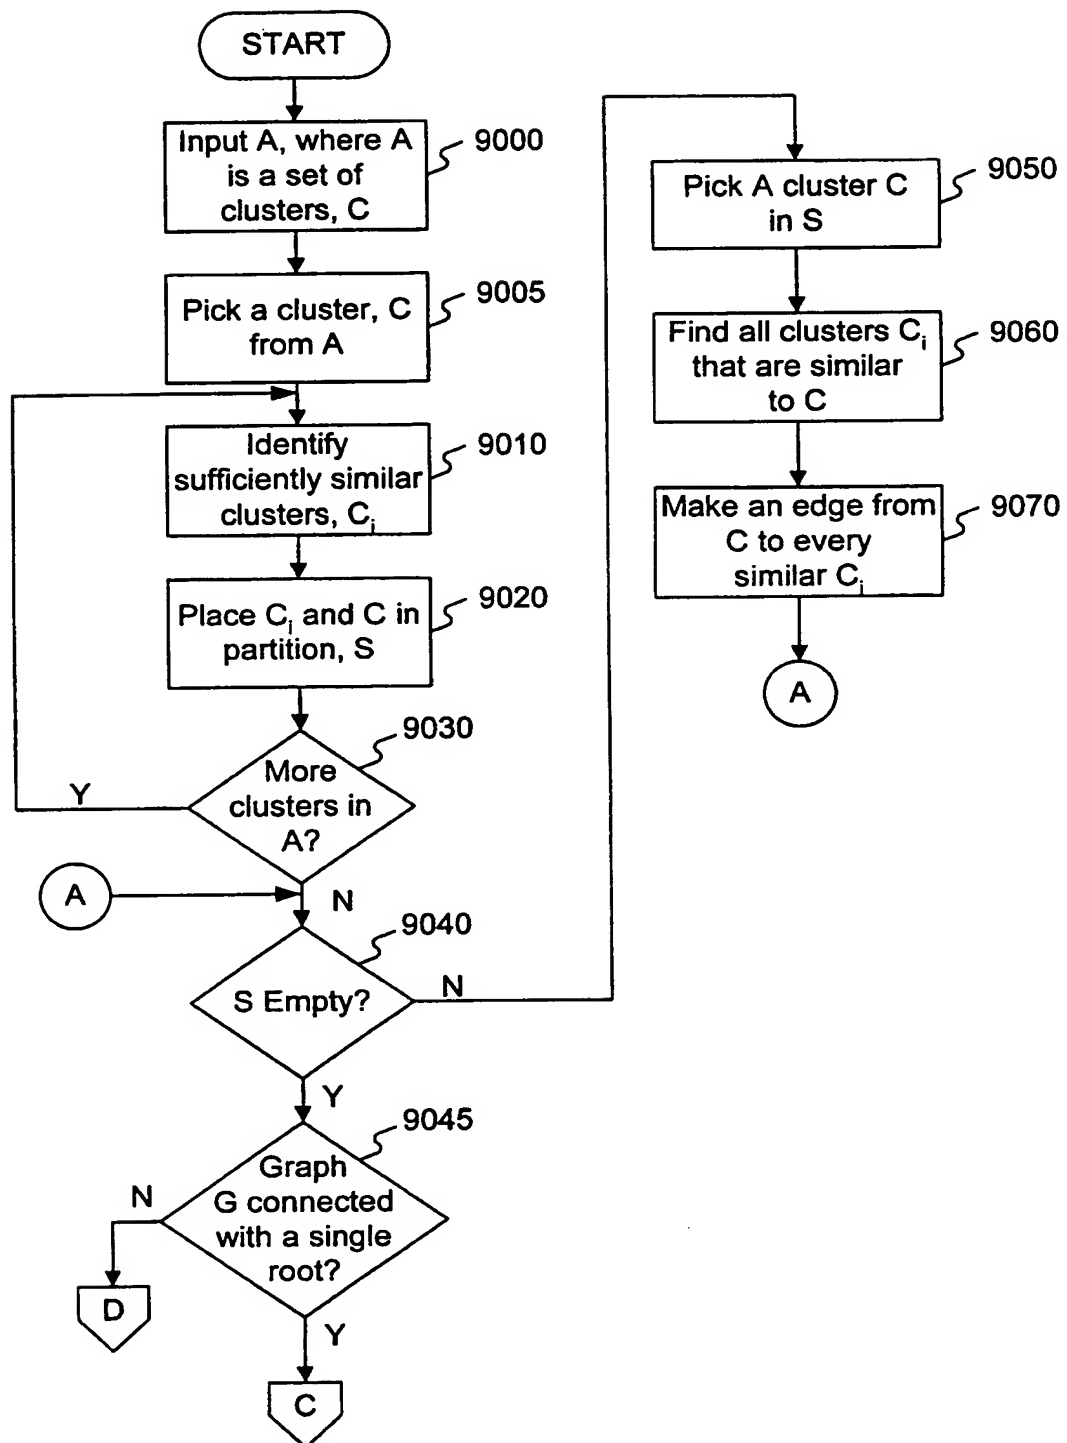 START
Input A, where A
is a set of
clusters, C
9000
Pick a cluster, C
from A
9005
Identify
sufficiently similar
clusters, Ci
9010
Place Ci and C in
partition, S
9020
More
clusters in
A?
9030
Y
A
N
S Empty?
9040
N
Y
Graph
G connected
with a single
root?
9045
N
D
Y
C
Pick A cluster C
in S
9050
Find all clusters Ci
that are similar
to C
9060
Make an edge from
C to every
similar Ci
9070
A